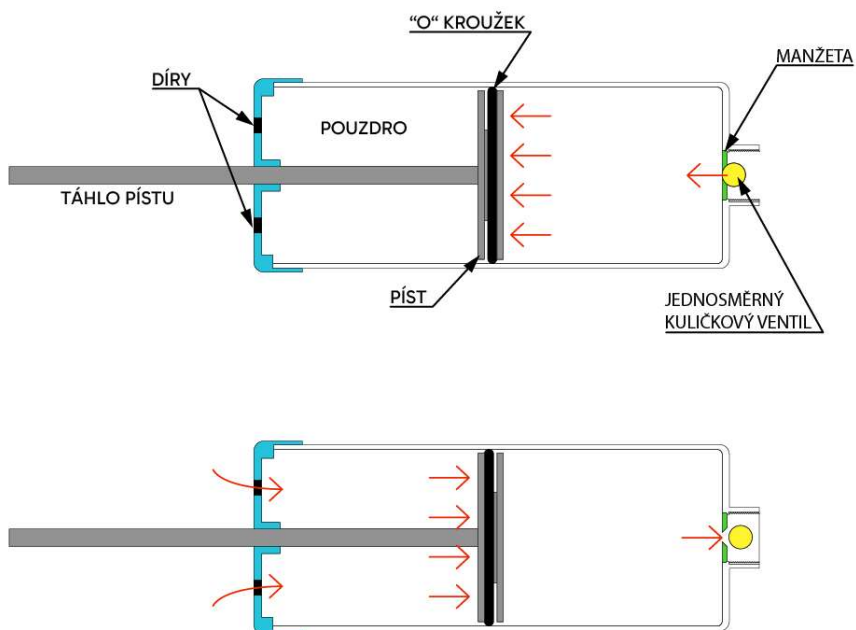 “O“ KROUŽEK
MANŽETA
DÍRY
POUZDRO
TÁHLO PÍSTU
PÍST
JEDNOSMĚRNÝ
KULIČKOVÝ VENTIL